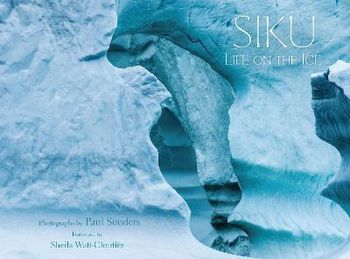 SIKU
LIFE ON THE ICE
Photographs by Paul Souders
Foreword by
Sheila Watt-Cloutier